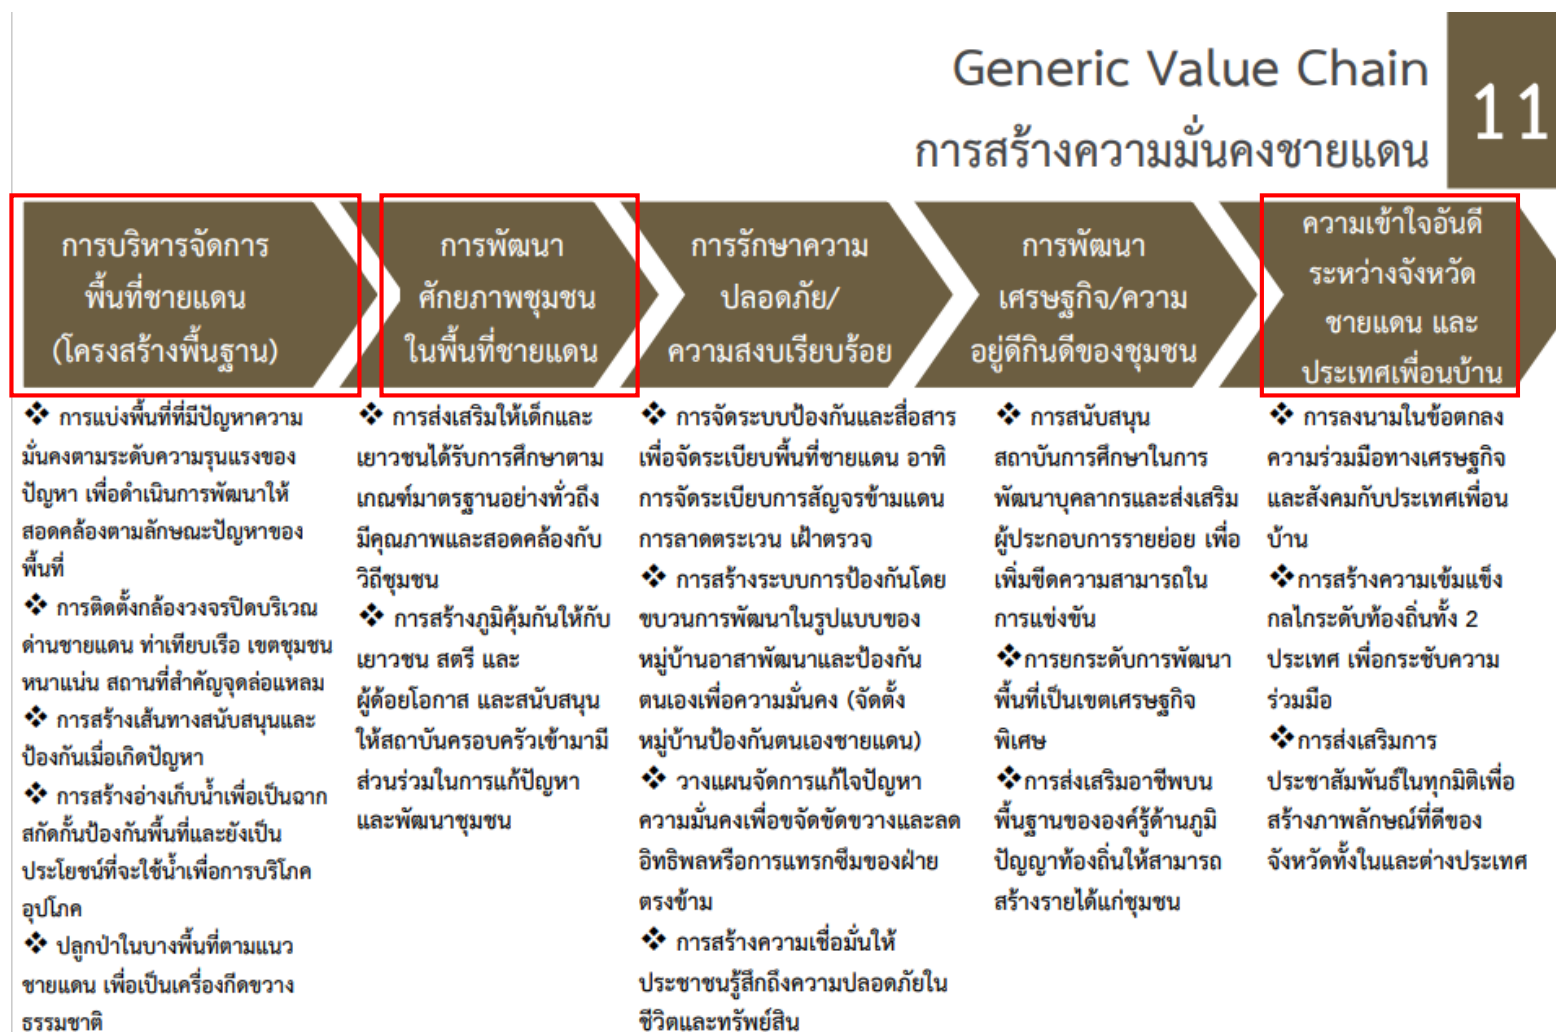 Generic Value Chain
การสร้างความมั่นคงชายแดน
11
การบริหารจัดการ
พื้นที่ชายแดน
(โครงสร้างพื้นฐาน)
❖ การแบ่งพื้นที่ที่มีปัญหาความ
มั่นคงตามระดับความรุนแรงของ
ปัญหา เพื่อดำเนินการพัฒนาให้
สอดคล้องตามลักษณะปัญหาของ
พื้นที่
❖ การติดตั้งกล้องวงจรปิดบริเวณ
ด่านชายแดน ท่าเทียบเรือ เขตชุมชน
หนาแน่น สถานที่สำคัญจุดล่อแหลม
❖ การสร้างเส้นทางสนับสนุนและ
ป้องกันเมื่อเกิดปัญหา
❖ การสร้างอ่างเก็บน้ำเพื่อเป็นฉาก
สกัดกั้นป้องกันพื้นที่และยังเป็น
ประโยชน์ที่จะใช้น้ำเพื่อการบริโภค
อุปโภค
❖ ปลูกป่าในบางพื้นที่ตามแนว
ชายแดน เพื่อเป็นเครื่องกีดขวาง
ธรรมชาติ
การพัฒนา
ศักยภาพชุมชน
ในพื้นที่ชายแดน
❖ การส่งเสริมให้เด็กและ
เยาวชนได้รับการศึกษาตาม
เกณฑ์มาตรฐานอย่างทั่วถึง
มีคุณภาพและสอดคล้องกับ
วิถีชุมชน
❖ การสร้างภูมิคุ้มกันให้กับ
เยาวชน สตรี และ
ผู้ด้อยโอกาส และสนับสนุน
ให้สถาบันครอบครัวเข้ามามี
ส่วนร่วมในการแก้ปัญหา
และพัฒนาชุมชน
การรักษาความ
ปลอดภัย/
ความสงบเรียบร้อย
❖ การจัดระบบป้องกันและสื่อสาร
เพื่อจัดระเบียบพื้นที่ชายแดน อาทิ
การจัดระเบียบการสัญจรข้ามแดน
การลาดตระเวน เฝ้าตรวจ
❖ การสร้างระบบการป้องกันโดย
ขบวนการพัฒนาในรูปแบบของ
หมู่บ้านอาสาพัฒนาและป้องกัน
ตนเองเพื่อความมั่นคง (จัดตั้ง
หมู่บ้านป้องกันตนเองชายแดน)
❖ วางแผนจัดการแก้ไจปัญหา
ความมั่นคงเพื่อขจัดขัดขวางและลด
อิทธิพลหรือการแทรกซึมของฝ่าย
ตรงข้าม
❖ การสร้างความเชื่อมั่นให้
ประชาชนรู้สึกถึงความปลอดภัยใน
ชีวิตและทรัพย์สิน
การพัฒนา
เศรษฐกิจ/ความ
อยู่ดีกินดีของชุมชน
❖ การสนับสนุน
สถาบันการศึกษาในการ
พัฒนาบุคลากรและส่งเสริม
ผู้ประกอบการรายย่อย เพื่อ
เพิ่มขีดความสามารถใน
การแข่งขัน
❖การยกระดับการพัฒนา
พื้นที่เป็นเขตเศรษฐกิจ
พิเศษ
❖การส่งเสริมอาชีพบน
พื้นฐานขององค์รู้ด้านภูมิ
ปัญญาท้องถิ่นให้สามารถ
สร้างรายได้แก่ชุมชน
ความเข้าใจอันดี
ระหว่างจังหวัด
ชายแดน และ
ประเทศเพื่อนบ้าน
❖ การลงนามในข้อตกลง
ความร่วมมือทางเศรษฐกิจ
และสังคมกับประเทศเพื่อน
บ้าน
❖การสร้างความเข้มแข็ง
กลไกระดับท้องถิ่นทั้ง 2
ประเทศ เพื่อกระชับความ
ร่วมมือ
❖การส่งเสริมการ
ประชาสัมพันธ์ในทุกมิติเพื่อ
สร้างภาพลักษณ์ที่ดีของ
จังหวัดทั้งในและต่างประเทศ